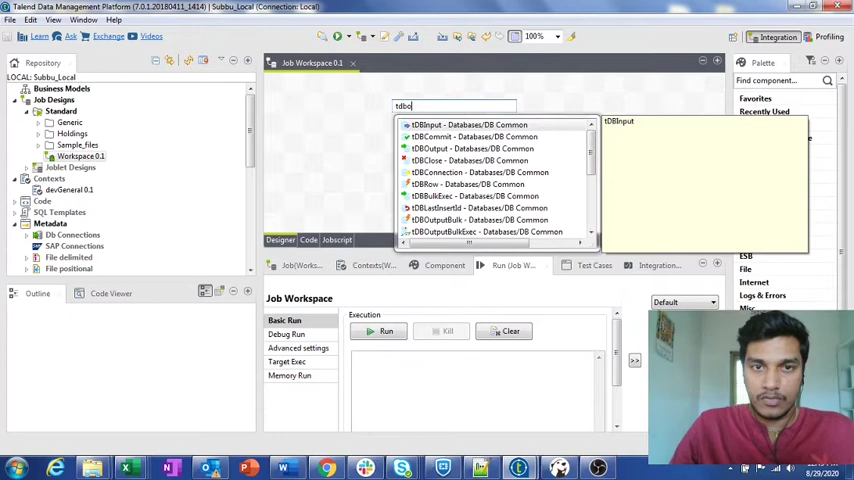 Talend Data Management Platform (7.0.1.20180411_1414) | Subbu_Local (Connection: Local)
File Edit View Window Help
Learn Ask Exchange Videos
100%
Integration Profiling
Repository
LOCAL: Subbu_Local
Business Models
Job Designs
Standard
Generic
Holdings
Sample_files
Workspace 0.1
Joblet Designs
Contexts
devGeneral 0.1
Code
SQL Templates
Metadata
Db Connections
SAP Connections
File delimited
File positional
Outline Code Viewer
Job Workspace 0.1
tdbo
tDBInput - Databases/DB Common
tDBCommit - Databases/DB Common
tDBOutput - Databases/DB Common
tDBClose - Databases/DB Common
tDBConnection - Databases/DB Common
tDBRow - Databases/DB Common
tDBBulkExec - Databases/DB Common
tDBLastInsertId - Databases/DB Common
tDBOutputBulk - Databases/DB Common
tDBOutputBulkExec - Databases/DB Common
tDBInput
Designer Code Jobscript
Palette
Find component...
Favorites
Recently Used
ESB
File
Internet
Logs & Errors
Misc
Job(Works... Contexts(W... Component Run (Job W... Test Cases Integration...
Job Workspace
Default
Basic Run
Debug Run
Advanced settings
Target Exec
Memory Run
Execution
Run Kill Clear
>>
8/29/2020